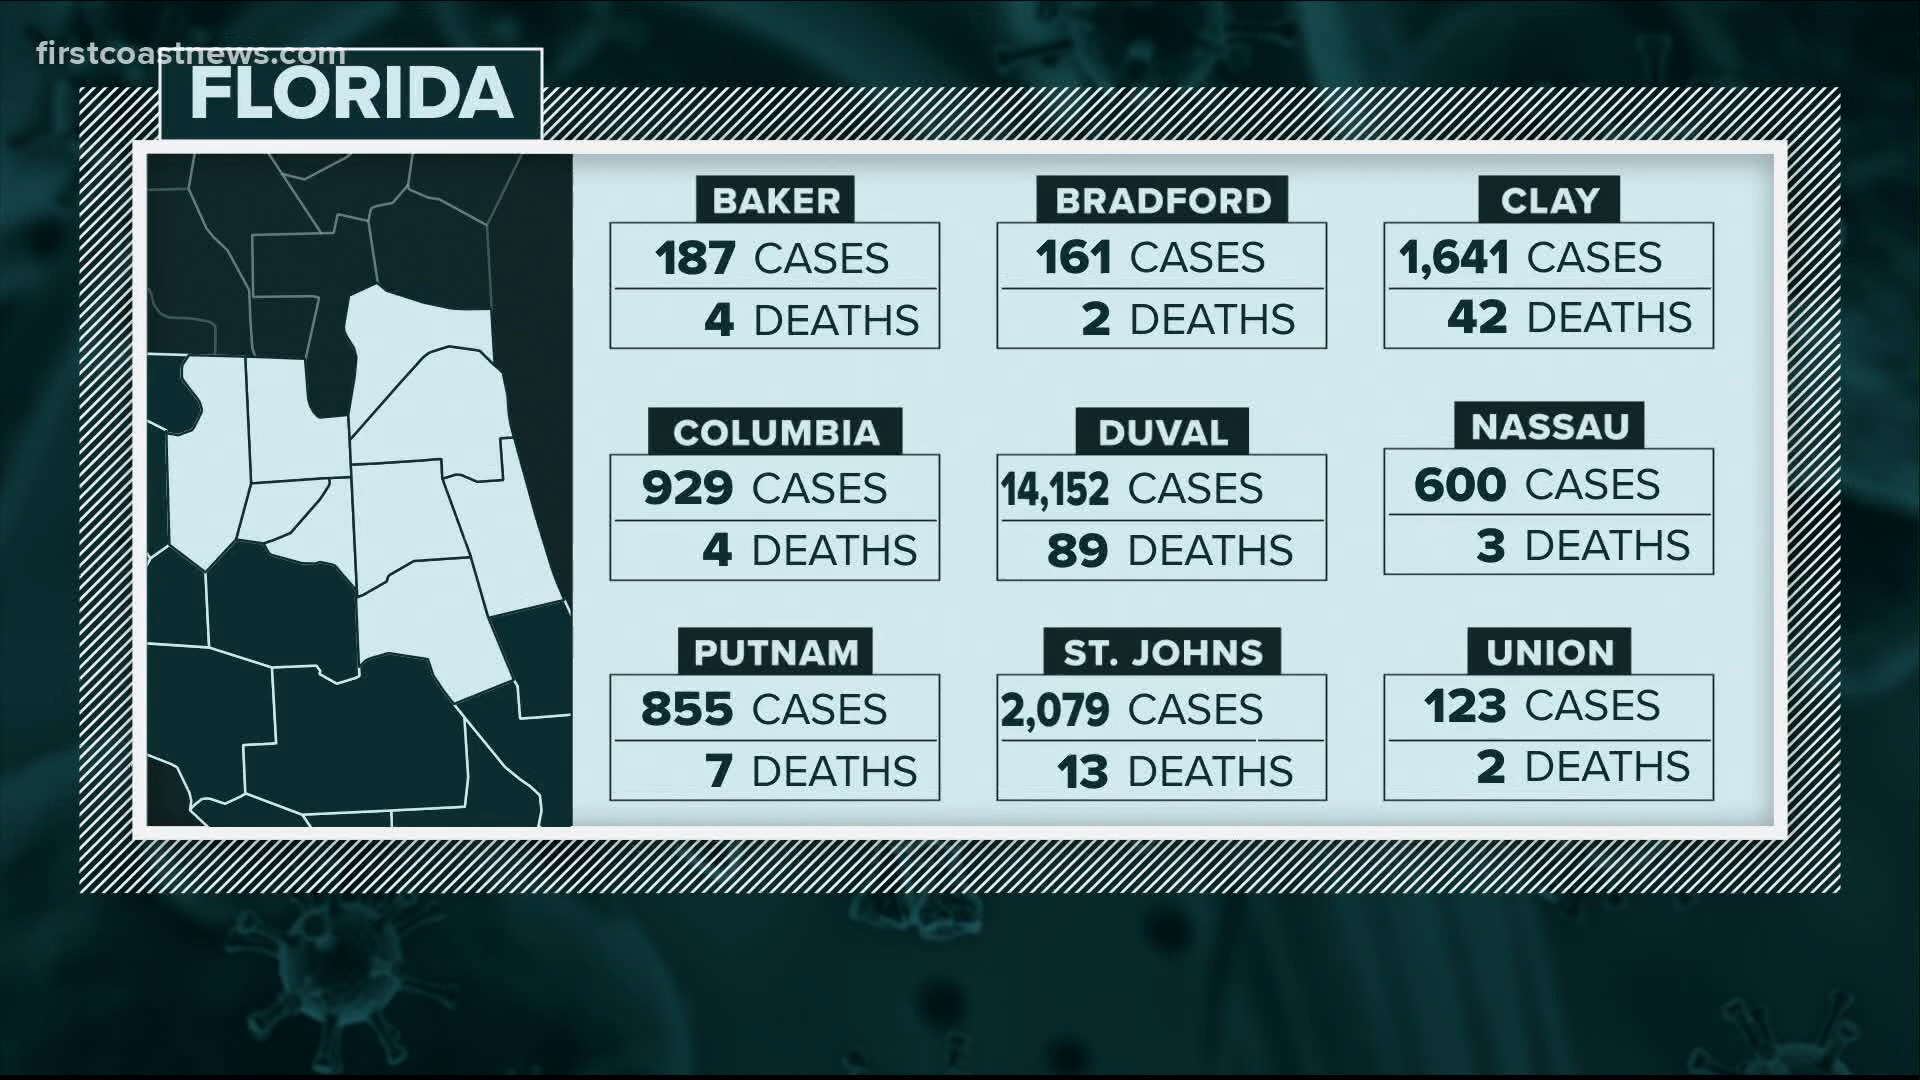 firstcoastnews.com
FLORIDA
BAKER
187 CASES
4 DEATHS
BRADFORD
161 CASES
2 DEATHS
CLAY
1,641 CASES
42 DEATHS
COLUMBIA
929 CASES
4 DEATHS
DUVAL
14,152 CASES
89 DEATHS
NASSAU
600 CASES
3 DEATHS
PUTNAM
855 CASES
7 DEATHS
ST. JOHNS
2,079 CASES
13 DEATHS
UNION
123 CASES
2 DEATHS